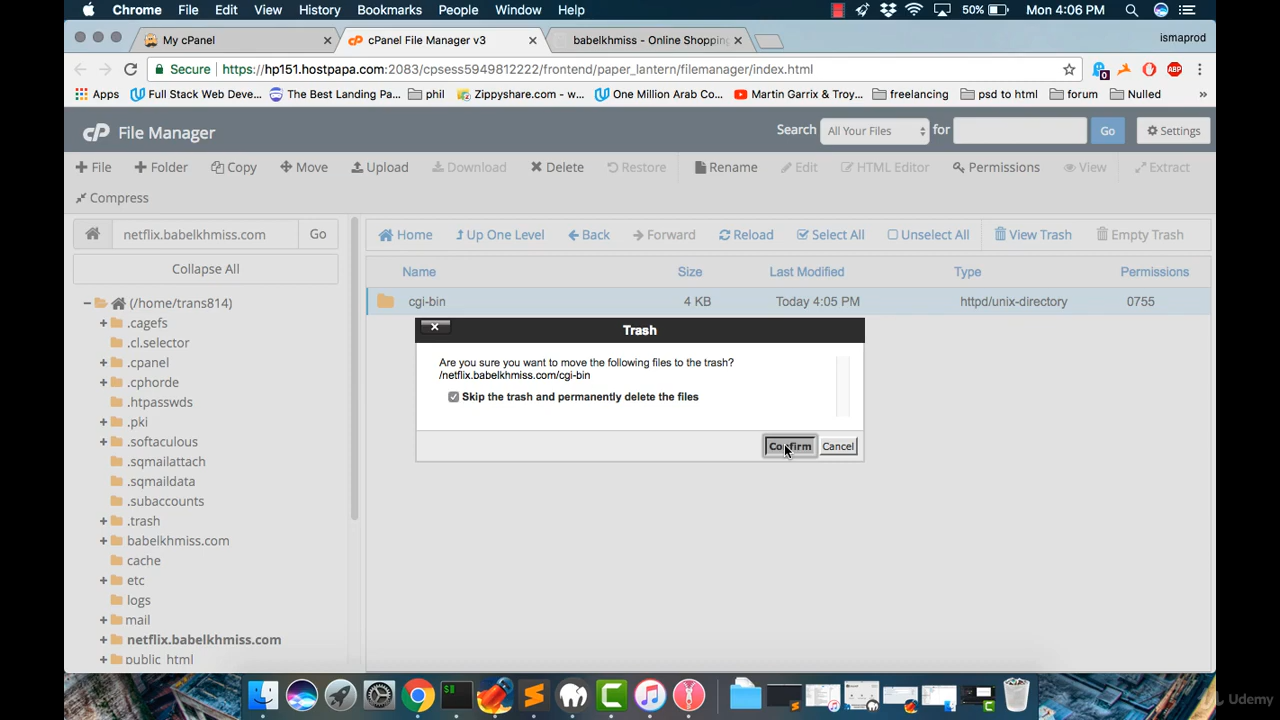 Chrome File Edit View History Bookmarks People Window Help 50% Mon 4:06 PM
My cPanel cPanel File Manager v3 babelkhmiss - Online Shopping ismaprod
Secure https://hp151.hostpapa.com:2083/cpsess5949812222/frontend/paper_lantern/filemanager/index.html
Apps Full Stack Web Deve... The Best Landing Pa... phil Zippyshare.com - w... One Million Arab Co... Martin Garrix & Troy... freelancing psd to html forum Nulled »
cP File Manager Search All Your Files for Go Settings
File Folder Copy Move Upload Download Delete Restore Rename Edit HTML Editor Permissions View Extract
Compress
netflix.babelkhmiss.com Go Home Up One Level Back Forward Reload Select All Unselect All View Trash Empty Trash
Collapse All
Name Size Last Modified Type Permissions
cgi-bin 4 KB Today 4:05 PM httpd/unix-directory 0755
(/home/trans814)
.cagefs
.cl.selector
.cpanel
.cphorde
.htpasswds
.pki
.softaculous
.sqmailattach
.sqmaildata
.subaccounts
.trash
babelkhmiss.com
cache
etc
logs
mail
netflix.babelkhmiss.com
public_html
Trash
Are you sure you want to move the following files to the trash?
/netflix.babelkhmiss.com/cgi-bin
Skip the trash and permanently delete the files
Confirm Cancel
Udemy